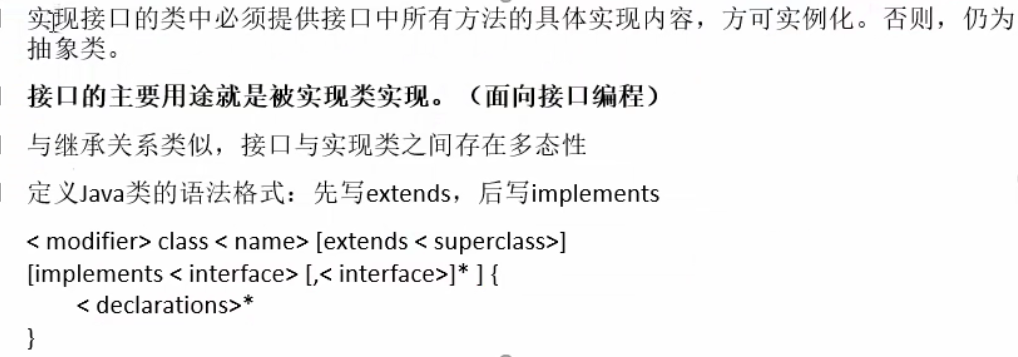 实现接口的类中必须提供接口中所有方法的具体实现内容，方可实例化。否则，仍为
抽象类。
接口的主要用途就是被实现类实现。（面向接口编程）
与继承关系类似，接口与实现类之间存在多态性
定义Java类的语法格式：先写extends，后写implements
< modifier> class < name> [extends < superclass>]
[implements < interface> [,< interface>]* ] {
< declarations>*
}